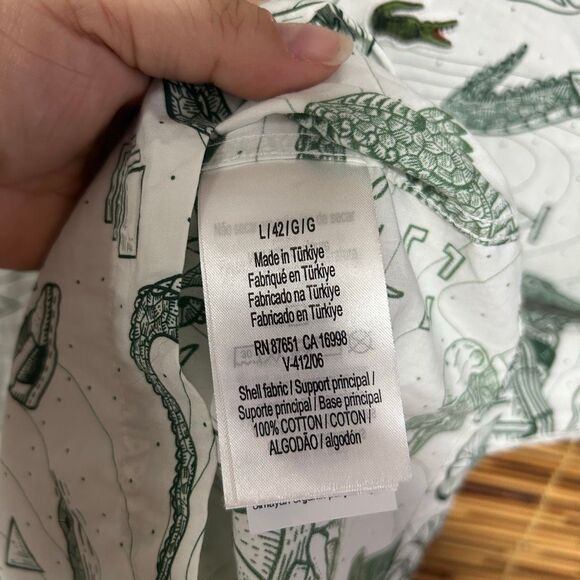 L / 42 / G / G
Made in Türkiye
Fabriqué en Türkiye
Fabricado na Türkiye
Fabricado en Türkiye
RN 87651 CA 16998
V-412/06
Shell fabric / Support principal /
Suporte principal / Base principal
100% COTTON / COTON /
ALGODÃO / algodón